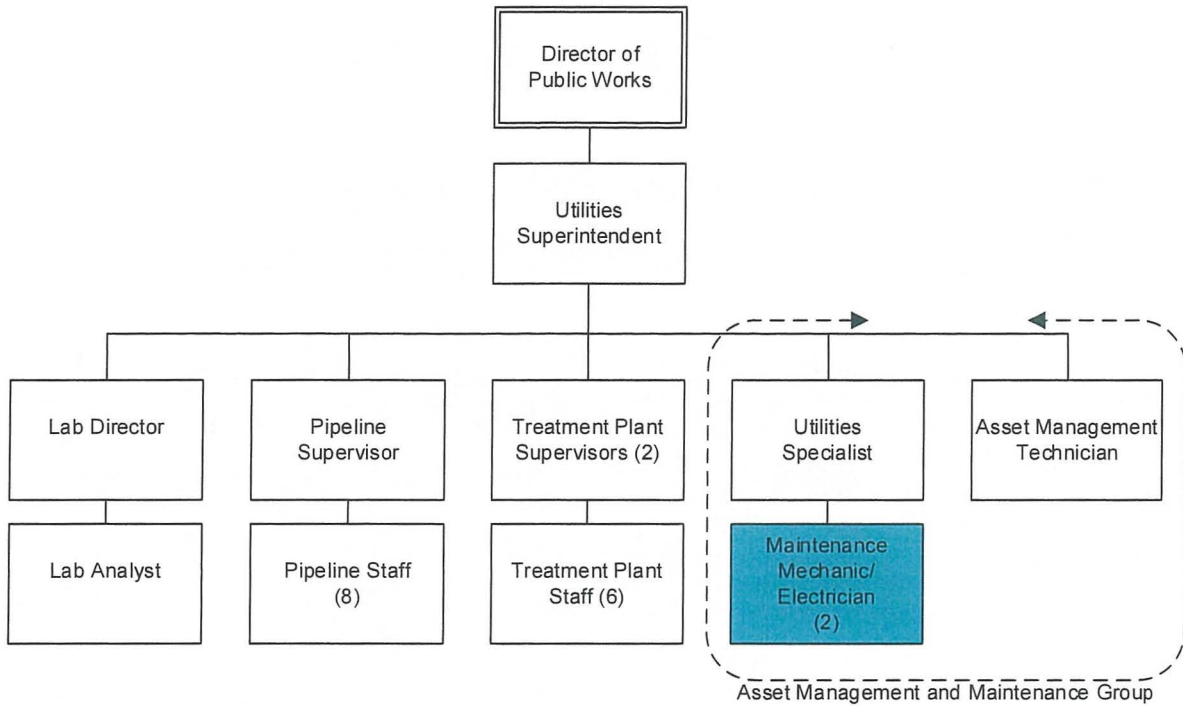 Director of
Public Works
Utilities
Superintendent
Lab Director
Pipeline
Supervisor
Treatment Plant
Supervisors (2)
Utilities
Specialist
Asset Management
Technician
Lab Analyst
Pipeline Staff
(8)
Treatment Plant
Staff (6)
Maintenance
Mechanic/
Electrician
(2)
Asset Management and Maintenance Group